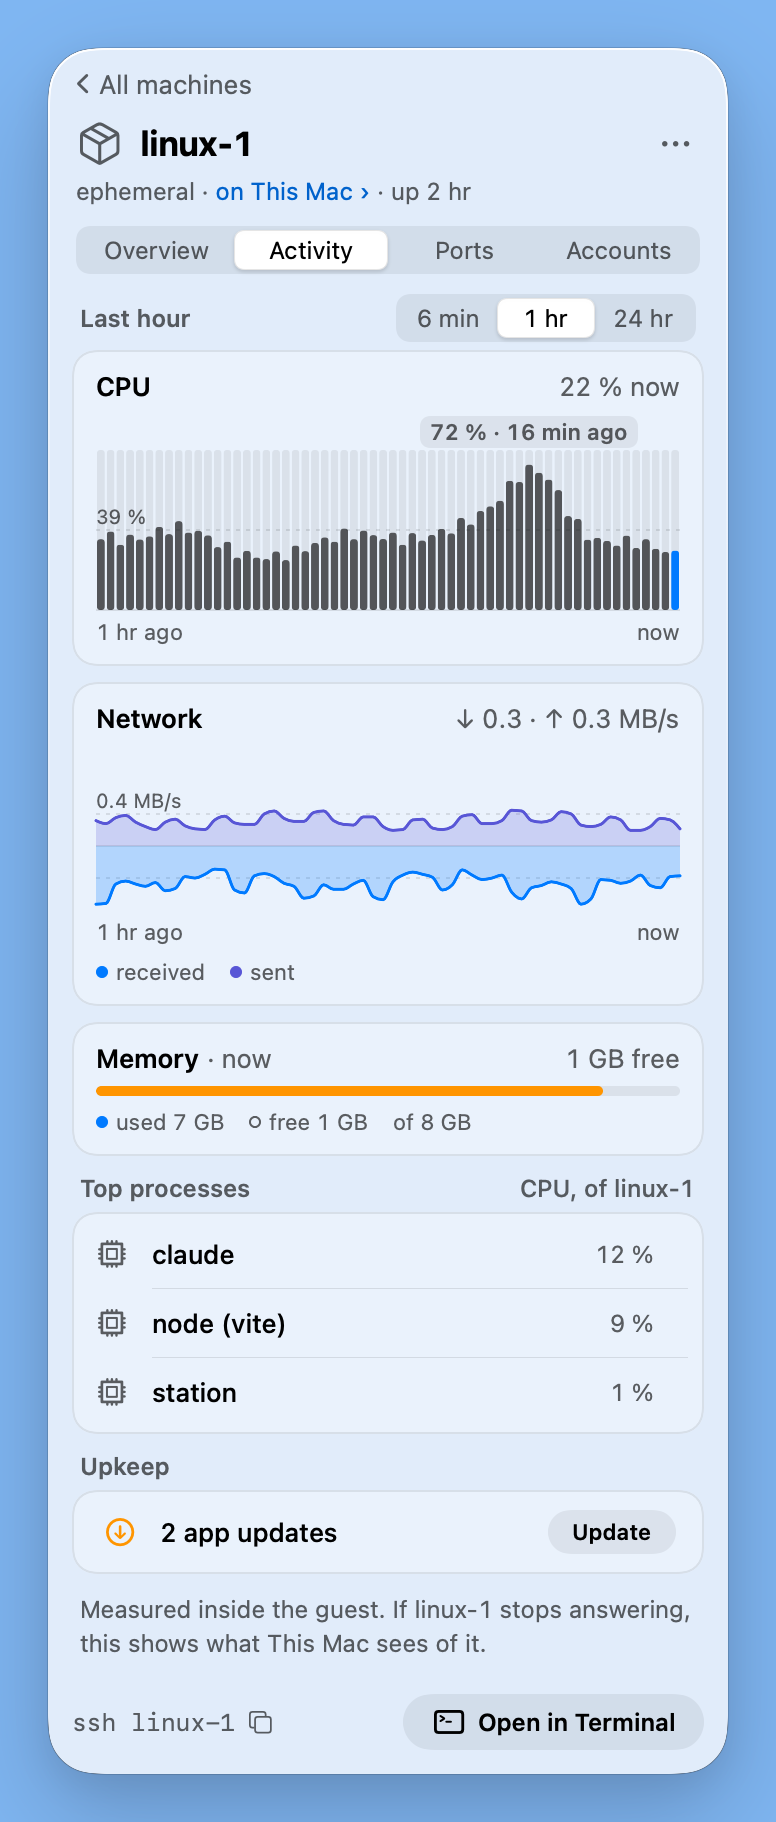 All machines
linux-1
ephemeral · on This Mac › · up 2 hr
Overview Activity Ports Accounts
Last hour 6 min 1 hr 24 hr
CPU 22 % now
72 % · 16 min ago
39 %
1 hr ago now
Network ↓ 0.3 · ↑ 0.3 MB/s
0.4 MB/s
1 hr ago now
received sent
Memory · now 1 GB free
used 7 GB free 1 GB of 8 GB
Top processes CPU, of linux-1
claude 12 %
node (vite) 9 %
station 1 %
Upkeep
2 app updates Update
Measured inside the guest. If linux-1 stops answering,
this shows what This Mac sees of it.
ssh linux-1 Open in Terminal